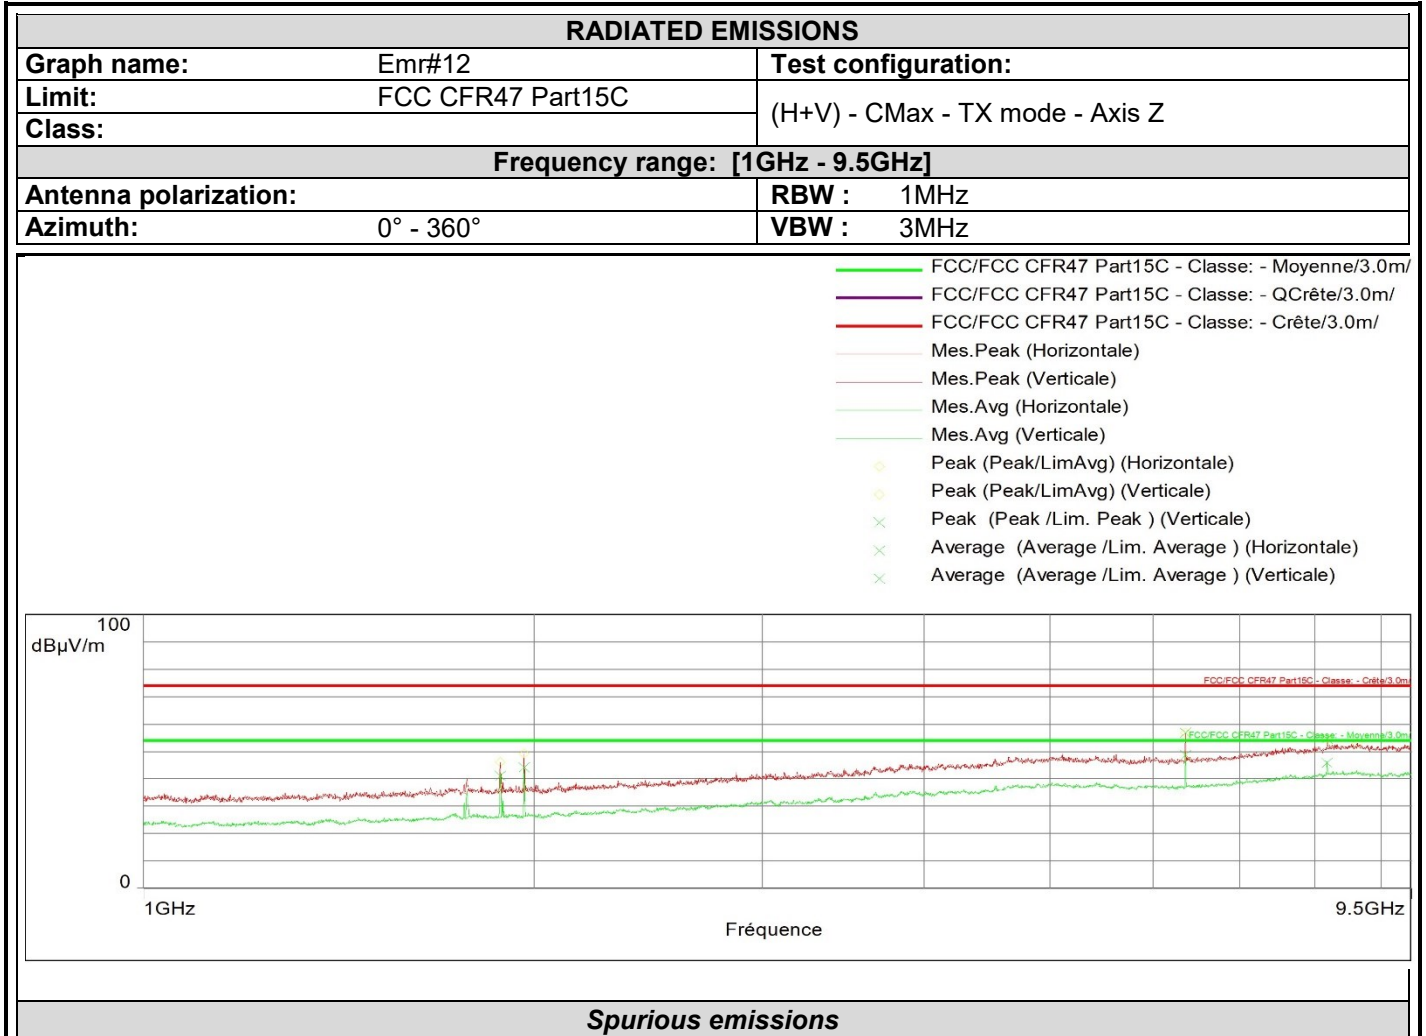 RADIATED EMISSIONS
Graph name: Emr#12 Test configuration:
Limit: FCC CFR47 Part15C
(H+V) - CMax - TX mode - Axis Z
Class:
Frequency range: [1GHz - 9.5GHz]
Antenna polarization: RBW : 1MHz
Azimuth: 0° - 360° VBW : 3MHz
FCC/FCC CFR47 Part15C - Classe: - Moyenne/3.0m/
FCC/FCC CFR47 Part15C - Classe: - QCrête/3.0m/
FCC/FCC CFR47 Part15C - Classe: - Crête/3.0m/
Mes.Peak (Horizontale)
Mes.Peak (Verticale)
Mes.Avg (Horizontale)
Mes.Avg (Verticale)
Peak (Peak/LimAvg) (Horizontale)
Peak (Peak/LimAvg) (Verticale)
Peak (Peak /Lim. Peak ) (Verticale)
Average (Average /Lim. Average ) (Horizontale)
Average (Average /Lim. Average ) (Verticale)
100
dBµV/m
FCC/FCC CFR47 Part15C - Classe: - Crête/3.0m/
FCC/FCC CFR47 Part15C - Classe: - Moyenne/3.0m/
0
1GHz 9.5GHz
Fréquence
Spurious emissions